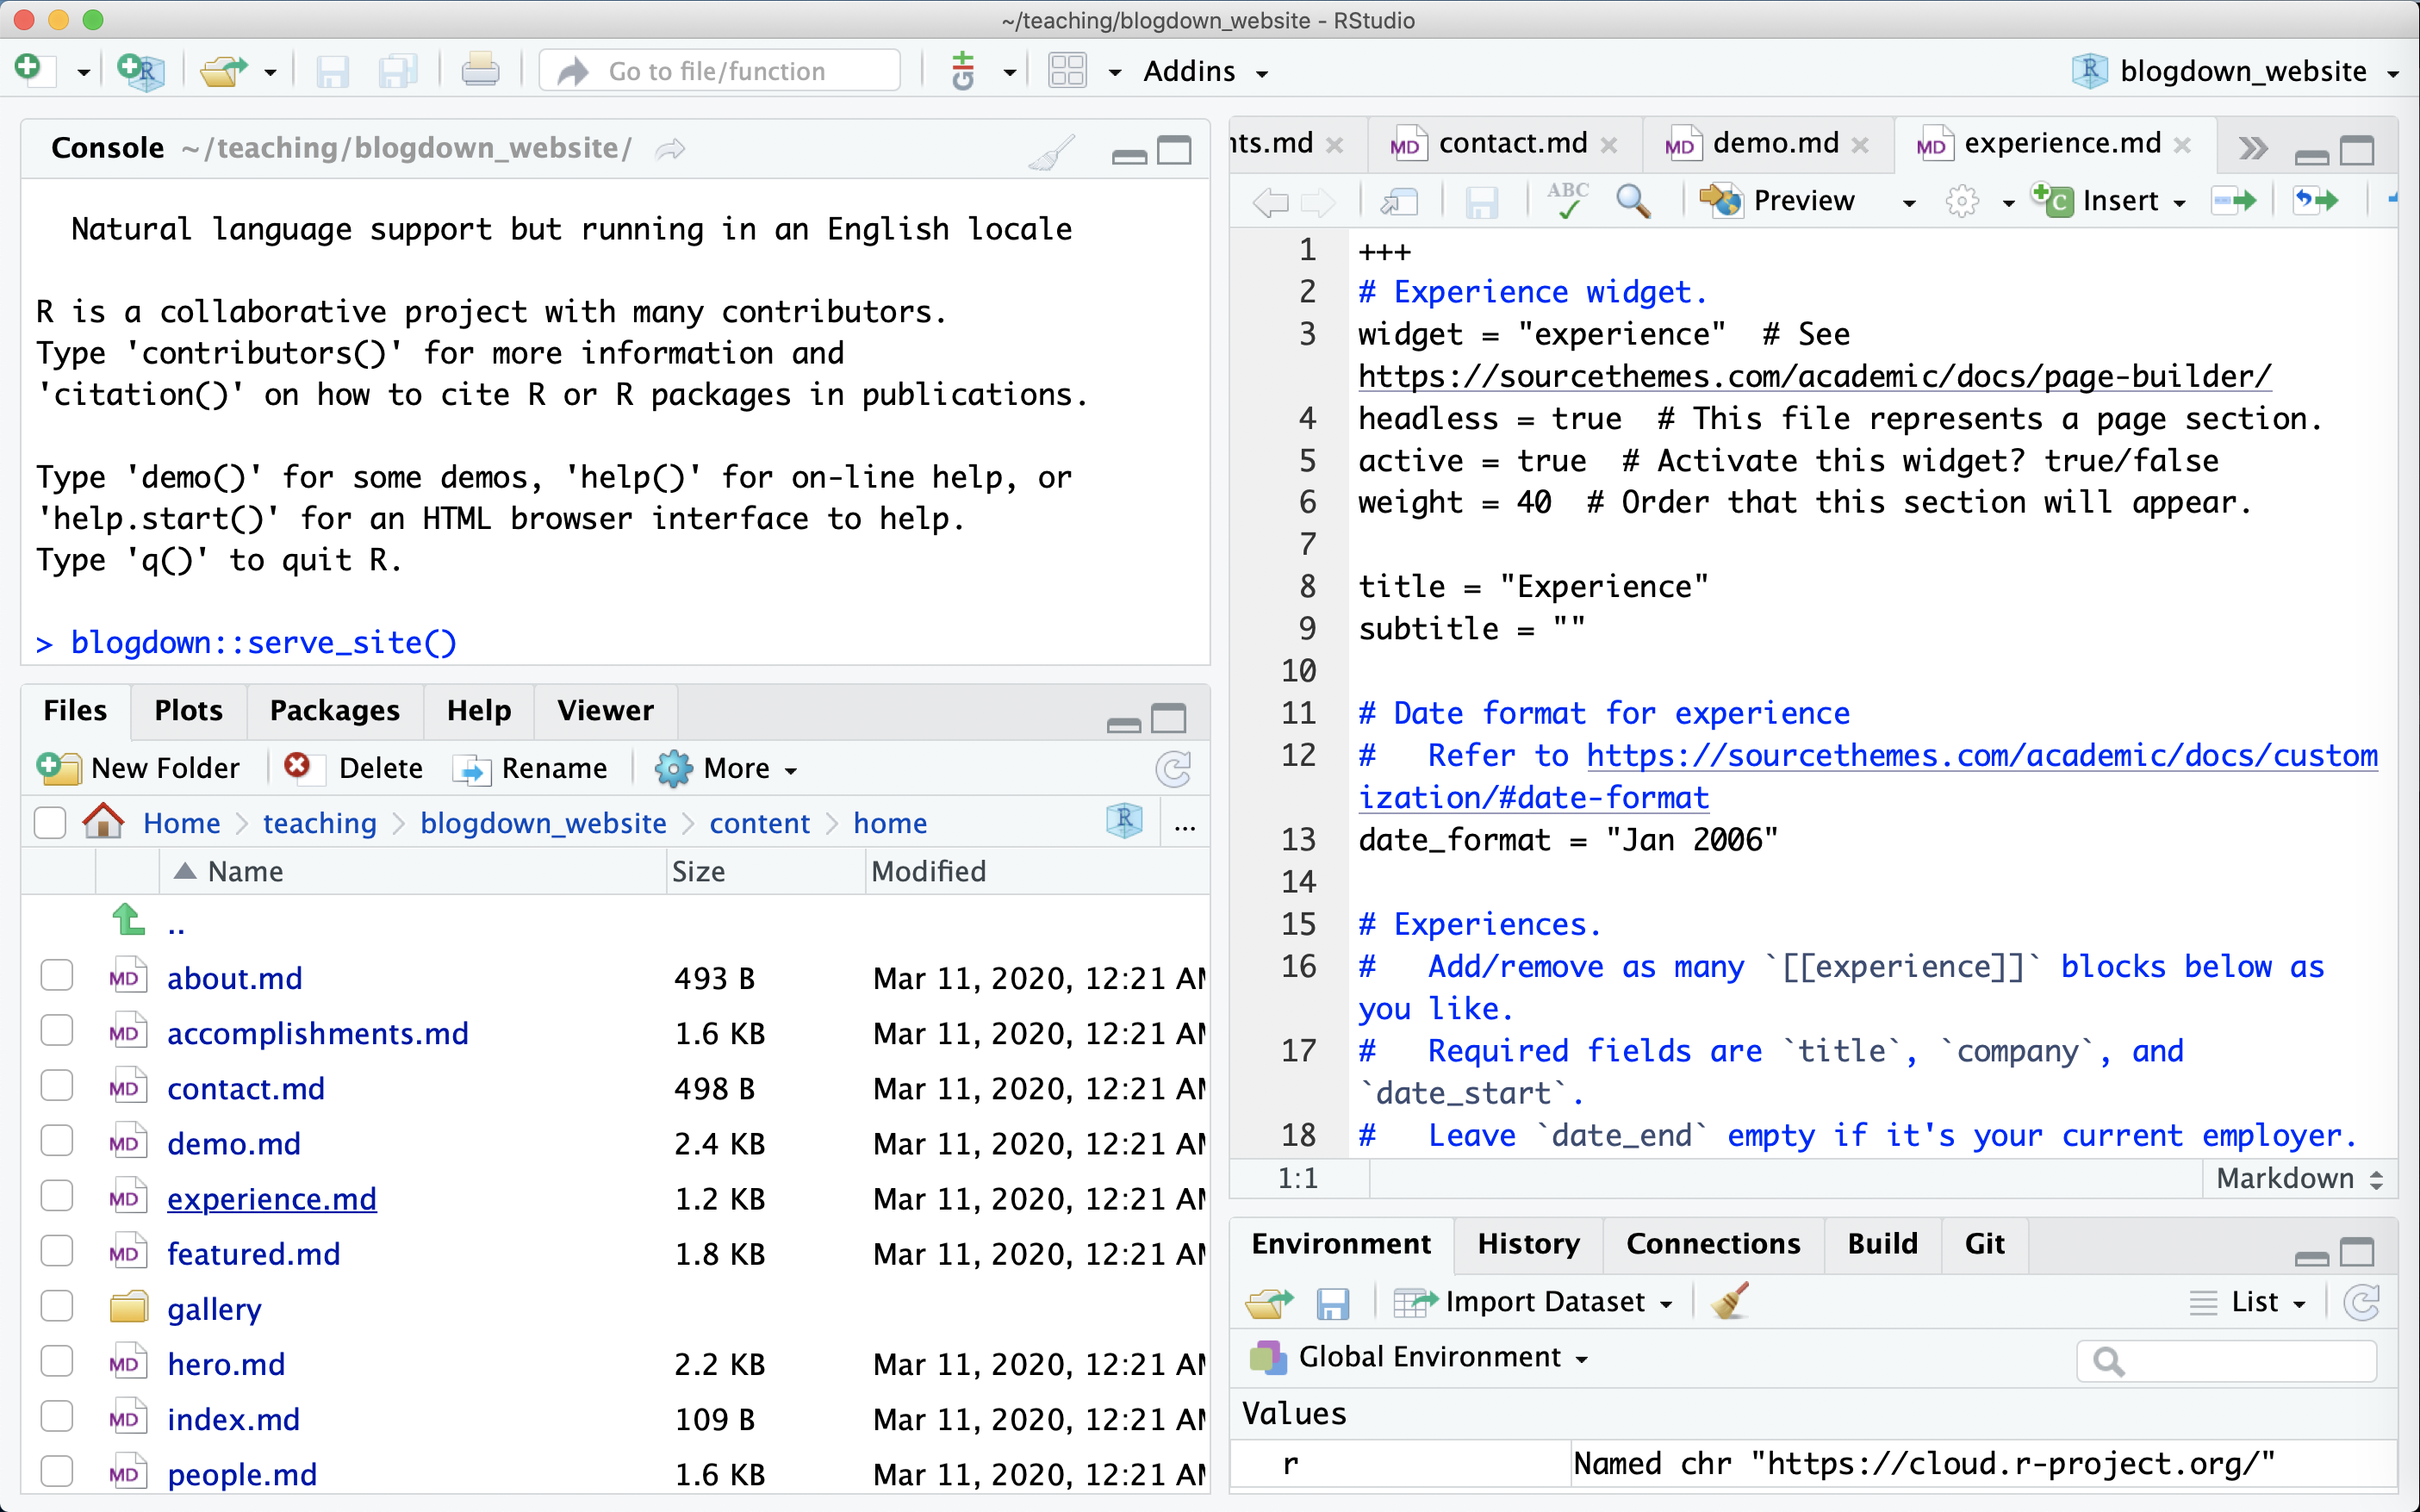 ~/teaching/blogdown_website - RStudio
Go to file/function
Addins
blogdown_website
Console ~/teaching/blogdown_website/
Natural language support but running in an English locale
R is a collaborative project with many contributors.
Type 'contributors()' for more information and
'citation()' on how to cite R or R packages in publications.
Type 'demo()' for some demos, 'help()' for on-line help, or
'help.start()' for an HTML browser interface to help.
Type 'q()' to quit R.
> blogdown::serve_site()
Files Plots Packages Help Viewer
New Folder Delete Rename More
Home teaching blogdown_website content home ...
Name Size Modified
..
MD about.md 493 B Mar 11, 2020, 12:21 AM
MD accomplishments.md 1.6 KB Mar 11, 2020, 12:21 AM
MD contact.md 498 B Mar 11, 2020, 12:21 AM
MD demo.md 2.4 KB Mar 11, 2020, 12:21 AM
MD experience.md 1.2 KB Mar 11, 2020, 12:21 AM
MD featured.md 1.8 KB Mar 11, 2020, 12:21 AM
gallery
MD hero.md 2.2 KB Mar 11, 2020, 12:21 AM
MD index.md 109 B Mar 11, 2020, 12:21 AM
MD people.md 1.6 KB Mar 11, 2020, 12:21 AM
nts.md MD contact.md MD demo.md MD experience.md
ABC Preview Insert
1 +++
2 # Experience widget.
3 widget = "experience"  # See
https://sourcethemes.com/academic/docs/page-builder/
4 headless = true  # This file represents a page section.
5 active = true  # Activate this widget? true/false
6 weight = 40  # Order that this section will appear.
7
8 title = "Experience"
9 subtitle = ""
10
11 # Date format for experience
12 #   Refer to https://sourcethemes.com/academic/docs/custom
ization/#date-format
13 date_format = "Jan 2006"
14
15 # Experiences.
16 #   Add/remove as many `[[experience]]` blocks below as
you like.
17 #   Required fields are `title`, `company`, and
`date_start`.
18 #   Leave `date_end` empty if it's your current employer.
1:1 Markdown
Environment History Connections Build Git
Import Dataset List
Global Environment
Values
r Named chr "https://cloud.r-project.org/"